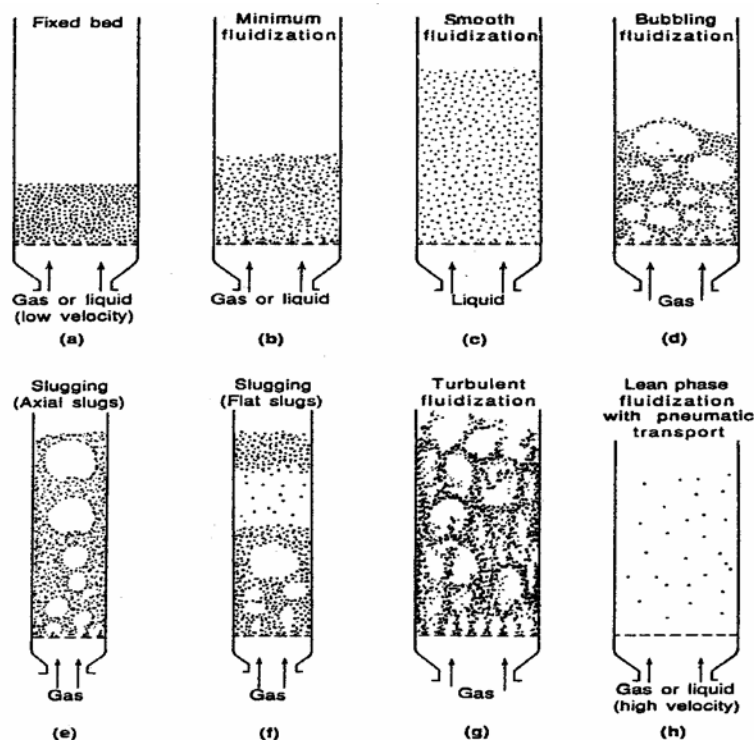 Fixed bed
Minimum
fluidization
Smooth
fluidization
Bubbling
fluidization
Gas or liquid
(low velocity)
Gas or liquid
Liquid
Gas
(a)
(b)
(c)
(d)
Slugging
(Axial slugs)
Slugging
(Flat slugs)
Turbulent
fluidization
Lean phase
fluidization
with pneumatic
transport
Gas
Gas
Gas
Gas or liquid
(high velocity)
(e)
(f)
(g)
(h)